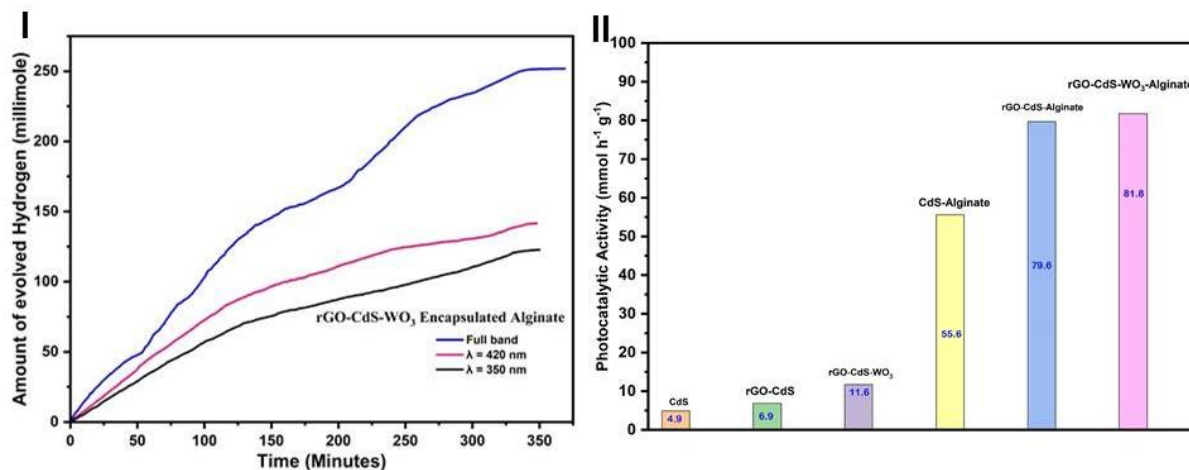 I
Amount of evolved Hydrogen (millimole)
250
200
150
100
50
0
rGO-CdS-WO₃ Encapsulated Alginate
Full band
λ = 420 nm
λ = 350 nm
0 50 100 150 200 250 300 350
Time (Minutes)
II
Photocatalytic Activity (mmol h⁻¹ g⁻¹)
100
90
80
70
60
50
40
30
20
10
0
CdS
4.9
rGO-CdS
6.9
rGO-CdS-WO₃
11.6
CdS-Alginate
55.6
rGO-CdS-Alginate
79.6
rGO-CdS-WO₃-Alginate
81.8